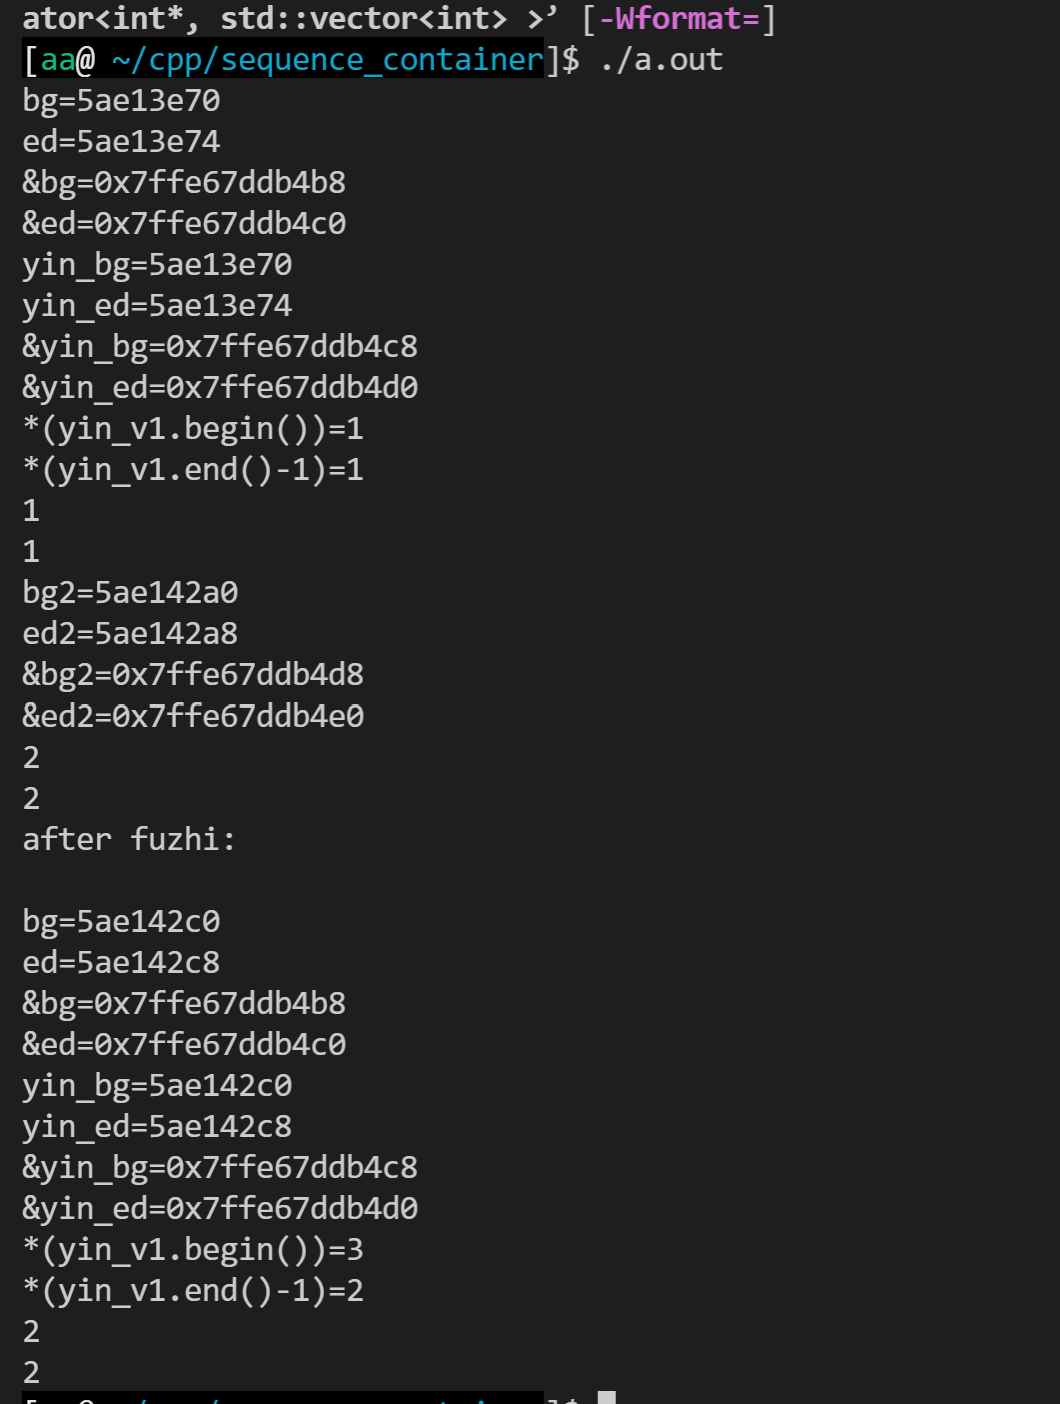 ator<int*, std::vector<int> >’ [-Wformat=]
[aa@ ~/cpp/sequence_container]$ ./a.out
bg=5ae13e70
ed=5ae13e74
&bg=0x7ffe67ddb4b8
&ed=0x7ffe67ddb4c0
yin_bg=5ae13e70
yin_ed=5ae13e74
&yin_bg=0x7ffe67ddb4c8
&yin_ed=0x7ffe67ddb4d0
*(yin_v1.begin())=1
*(yin_v1.end()-1)=1
1
1
bg2=5ae142a0
ed2=5ae142a8
&bg2=0x7ffe67ddb4d8
&ed2=0x7ffe67ddb4e0
2
2
after fuzhi:
bg=5ae142c0
ed=5ae142c8
&bg=0x7ffe67ddb4b8
&ed=0x7ffe67ddb4c0
yin_bg=5ae142c0
yin_ed=5ae142c8
&yin_bg=0x7ffe67ddb4c8
&yin_ed=0x7ffe67ddb4d0
*(yin_v1.begin())=3
*(yin_v1.end()-1)=2
2
2